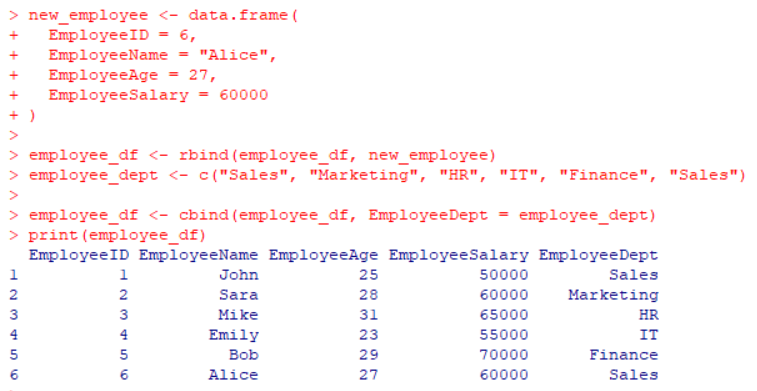 > new_employee <- data.frame(
+   EmployeeID = 6,
+   EmployeeName = "Alice",
+   EmployeeAge = 27,
+   EmployeeSalary = 60000
+ )
>
> employee_df <- rbind(employee_df, new_employee)
> employee_dept <- c("Sales", "Marketing", "HR", "IT", "Finance", "Sales")
>
> employee_df <- cbind(employee_df, EmployeeDept = employee_dept)
> print(employee_df)
  EmployeeID EmployeeName EmployeeAge EmployeeSalary EmployeeDept
1          1         John          25          50000        Sales
2          2         Sara          28          60000    Marketing
3          3         Mike          31          65000           HR
4          4        Emily          23          55000           IT
5          5          Bob          29          70000      Finance
6          6        Alice          27          60000        Sales